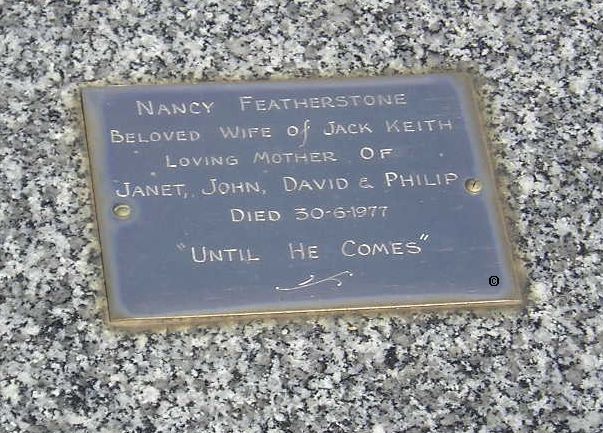 NANCY FEATHERSTONE
BELOVED WIFE of JACK KEITH
LOVING MOTHER OF
JANET, JOHN, DAVID & PHILIP
DIED 30-6-1977
"UNTIL HE COMES"
©